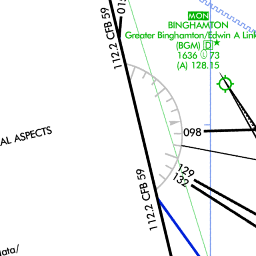 MON
BINGHAMTON
Greater Binghamton/Edwin A Link
(BGM) D★
1636 73
(A) 128.15
112.2 CFB 59
098
AL ASPECTS
129
132
112.2 CFB 59